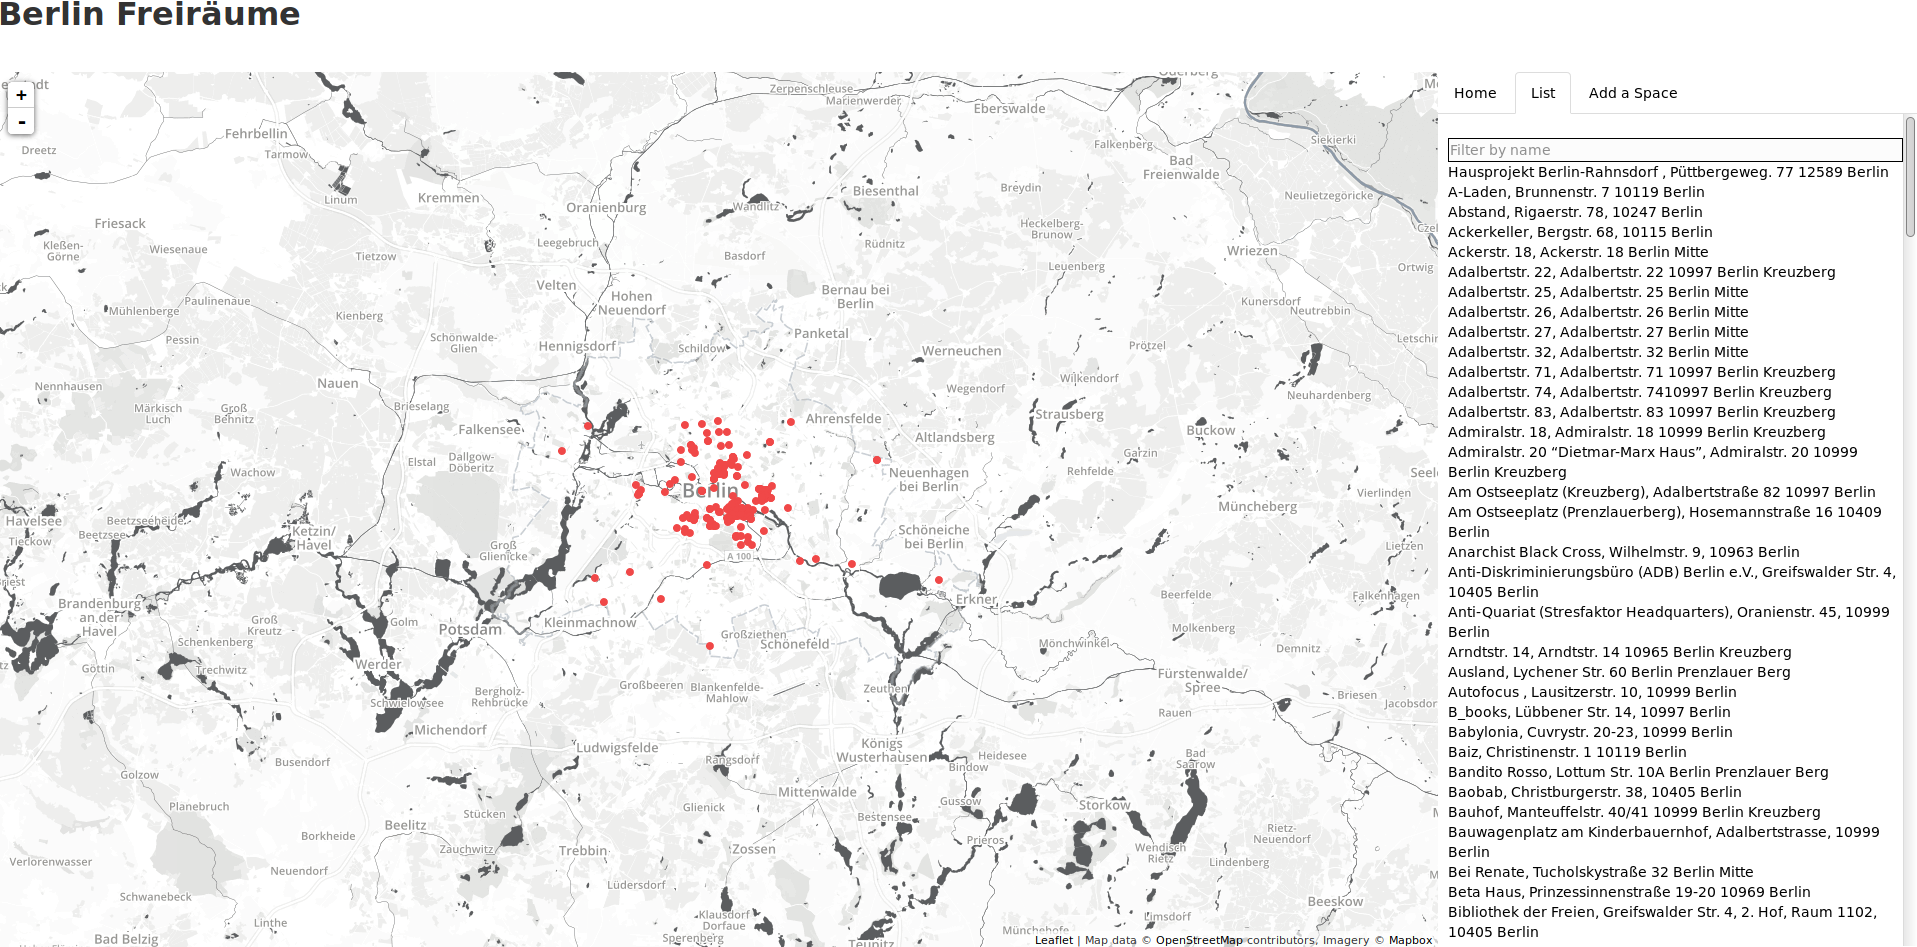 Berlin Freiräume
+
-
Home
List
Add a Space
Filter by name
Hausprojekt Berlin-Rahnsdorf , Püttbergeweg. 77 12589 Berlin
A-Laden, Brunnenstr. 7 10119 Berlin
Abstand, Rigaerstr. 78, 10247 Berlin
Ackerkeller, Bergstr. 68, 10115 Berlin
Ackerstr. 18, Ackerstr. 18 Berlin Mitte
Adalbertstr. 22, Adalbertstr. 22 10997 Berlin Kreuzberg
Adalbertstr. 25, Adalbertstr. 25 Berlin Mitte
Adalbertstr. 26, Adalbertstr. 26 Berlin Mitte
Adalbertstr. 27, Adalbertstr. 27 Berlin Mitte
Adalbertstr. 32, Adalbertstr. 32 Berlin Mitte
Adalbertstr. 71, Adalbertstr. 71 10997 Berlin Kreuzberg
Adalbertstr. 74, Adalbertstr. 7410997 Berlin Kreuzberg
Adalbertstr. 83, Adalbertstr. 83 10997 Berlin Kreuzberg
Admiralstr. 18, Admiralstr. 18 10999 Berlin Kreuzberg
Admiralstr. 20 “Dietmar-Marx Haus”, Admiralstr. 20 10999
Berlin Kreuzberg
Am Ostseeplatz (Kreuzberg), Adalbertstraße 82 10997 Berlin
Am Ostseeplatz (Prenzlauerberg), Hosemannstraße 16 10409
Berlin
Anarchist Black Cross, Wilhelmstr. 9, 10963 Berlin
Anti-Diskriminierungsbüro (ADB) Berlin e.V., Greifswalder Str. 4,
10405 Berlin
Anti-Quariat (Stresfaktor Headquarters), Oranienstr. 45, 10999
Berlin
Arndtstr. 14, Arndtstr. 14 10965 Berlin Kreuzberg
Ausland, Lychener Str. 60 Berlin Prenzlauer Berg
Autofocus , Lausitzerstr. 10, 10999 Berlin
B_books, Lübbener Str. 14, 10997 Berlin
Babylonia, Cuvrystr. 20-23, 10999 Berlin
Baiz, Christinenstr. 1 10119 Berlin
Bandito Rosso, Lottum Str. 10A Berlin Prenzlauer Berg
Baobab, Christburgerstr. 38, 10405 Berlin
Bauhof, Manteuffelstr. 40/41 10999 Berlin Kreuzberg
Bauwagenplatz am Kinderbauernhof, Adalbertstrasse, 10999
Berlin
Bei Renate, Tucholskystraße 32 Berlin Mitte
Beta Haus, Prinzessinnenstraße 19-20 10969 Berlin
Bibliothek der Freien, Greifswalder Str. 4, 2. Hof, Raum 1102,
10405 Berlin
Zerpenschleuse
Marienwerder
Eberswalde
Oderberg
Fehrbellin
Dreetz
Tarmow
Falkenberg
Siekierki
Bad
Freienwalde
Linum
Kremmen
Oranienburg
Wandlitz
Biesenthal
Breydin
Neulietzegöricke
Friesack
Kleßen-
Görne
Wiesenaue
Tietzow
Leegebruch
Basdorf
Rüdnitz
Heckelberg-
Brunow
Wriezen
Leuenberg
Ortwig
Velten
Hohen
Neuendorf
Bernau bei
Berlin
Paulinenaue
Mühlenberge
Kienberg
Kunersdorf
Neutrebbin
Pessin
Schönwalde-
Glien
Hennigsdorf
Schildow
Panketal
Werneuchen
Prötzel
Letschin
Nennhausen
Nauen
Wegendorf
Wilkendorf
Neuhardenberg
Märkisch
Luch
Groß
Behnitz
Brieselang
Falkensee
Ahrensfelde
Strausberg
Altlandsberg
Buckow
Garzin
Elstal
Dallgow-
Döberitz
Wachow
Neuenhagen
bei Berlin
Rehfelde
Berlin
Vierlinden
Müncheberg
Havelsee
Tieckow
Beetzseeheide
Beetzsee
Ketzin/
Havel
Groß
Glienicke
A 100
Schöneiche
bei Berlin
Lietzen
Brandenburg
an der
Havel
Groß
Kreutz
Golm
Potsdam
Kleinmachnow
Erkner
Beerfelde
Falkenhagen
Schenkenberg
Großziethen
Schönefeld
Mönchwinkel
Molkenberg
Demnitz
Göttin
Trechwitz
Werder
Großbeeren
Blankenfelde-
Mahlow
Zeuthen
Fürstenwalde/
Spree
Briesen
Jacobsdorf
Bergholz-
Rehbrücke
Schwielowsee
Rauen
Michendorf
Ludwigsfelde
Rangsdorf
Königs
Wusterhausen
Heidesee
Bindow
Bad
Saarow
Busendorf
Golzow
Mittenwalde
Planebruch
Stücken
Glienick
Gussow
Bestensee
Storkow
Beelitz
Borkheide
Zauchwitz
Trebbin
Zossen
Prieros
Wendisch
Rietz
Rietz-
Neuendorf
Lindenberg
Verlorenwasser
Neuendorf
Lüdersdorf
Schwanebeck
Beeskow
Klausdorf
Dorfaue
Limsdorf
Linthe
Münchehofe
Bad Belzig
Sperenberg
Teupitz
Leaflet | Map data © OpenStreetMap contributors, Imagery © Mapbox